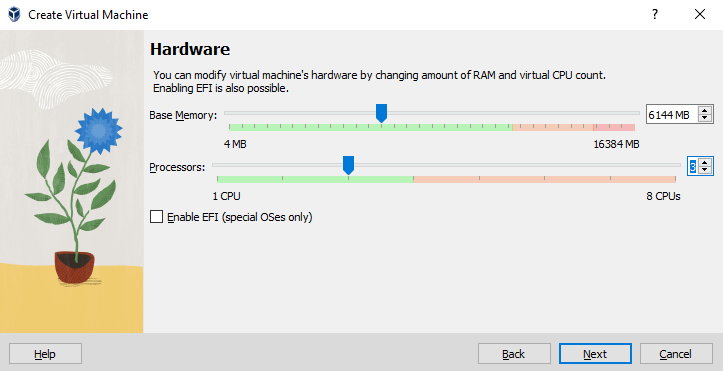 Create Virtual Machine
?
Hardware
You can modify virtual machine's hardware by changing amount of RAM and virtual CPU count.
Enabling EFI is also possible.
Base Memory: 6144 MB
4 MB 16384 MB
Processors: 3
1 CPU 8 CPUs
Enable EFI (special OSes only)
Help Back Next Cancel